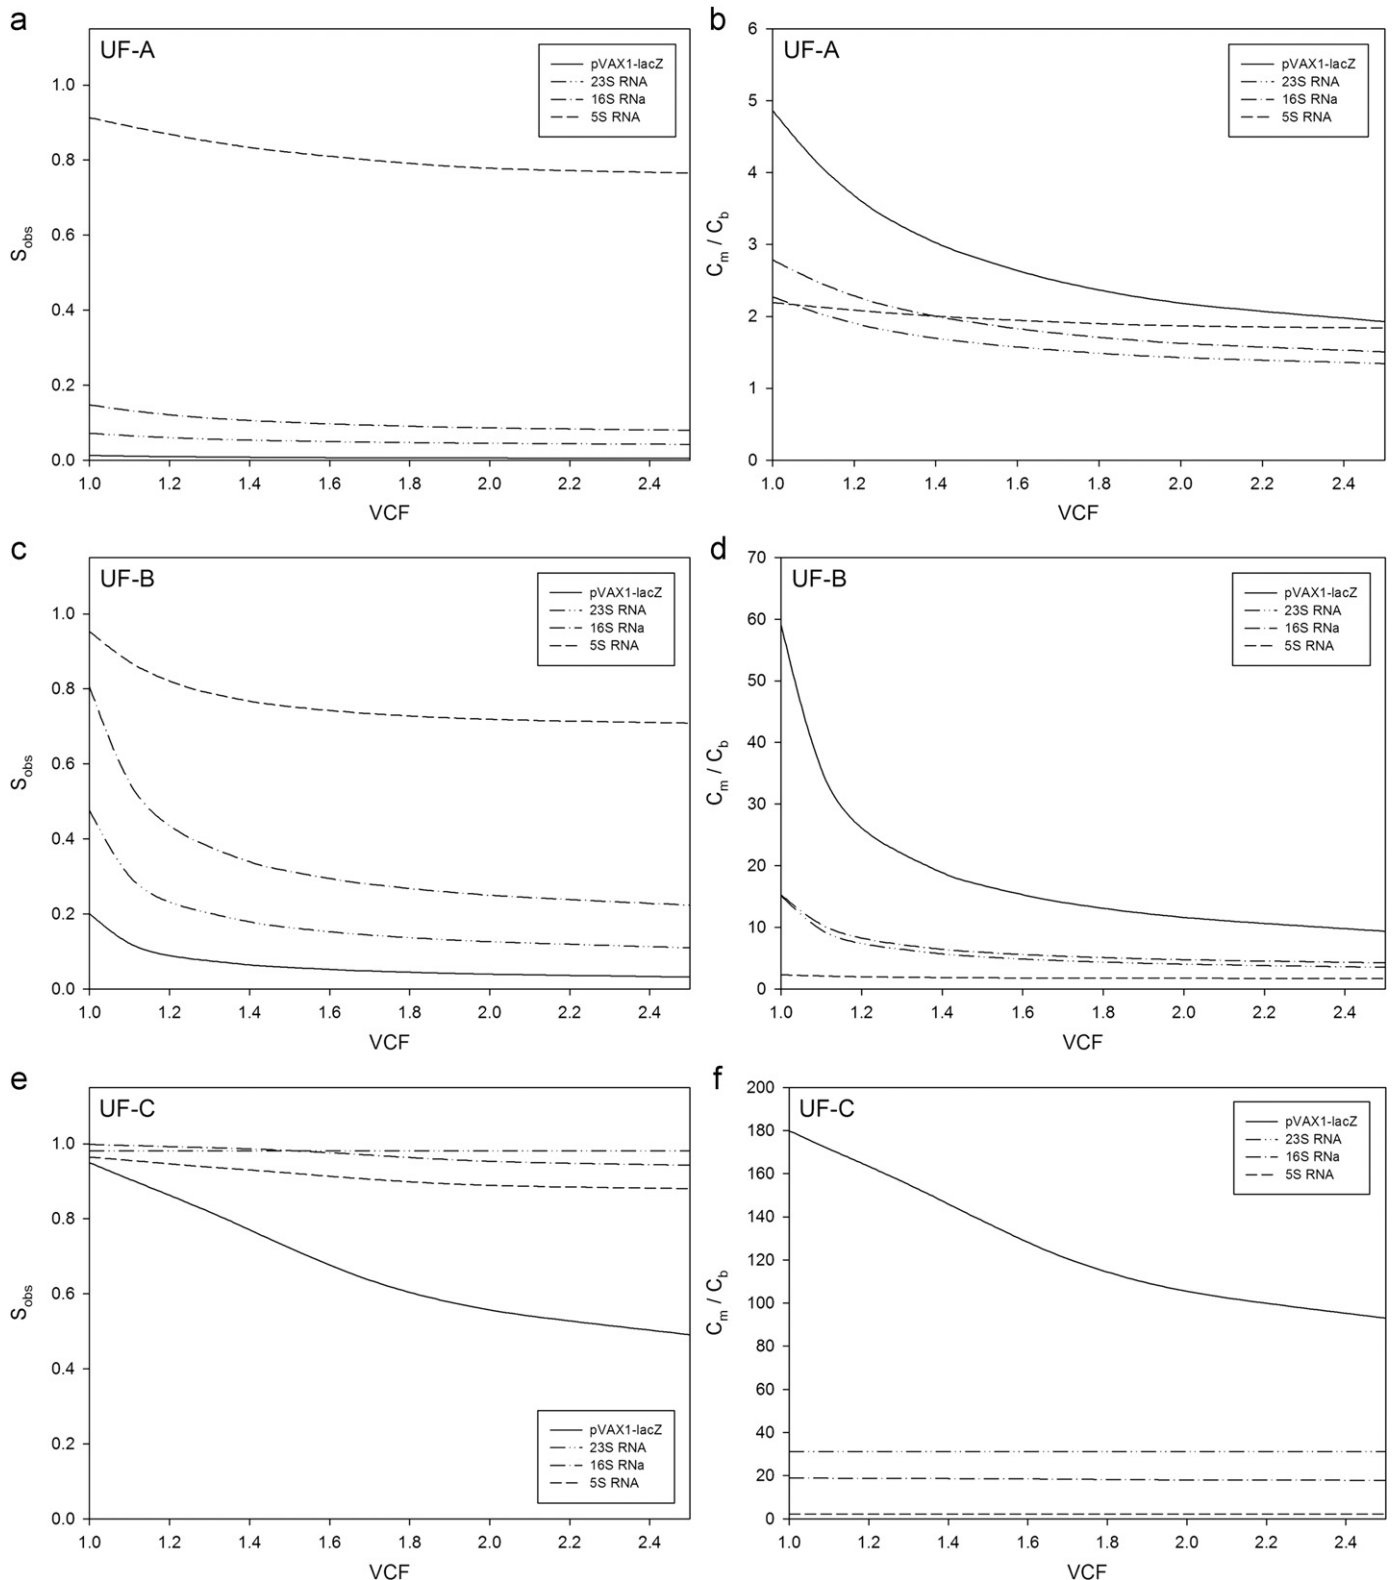 a
UF-A
pVAX1-lacZ
23S RNA
16S RNa
5S RNA
1.0
0.8
0.6
0.4
0.2
0.0
S_obs
1.0 1.2 1.4 1.6 1.8 2.0 2.2 2.4
VCF
b
UF-A
pVAX1-lacZ
23S RNA
16S RNa
5S RNA
6
5
4
3
2
1
0
C_m / C_b
1.0 1.2 1.4 1.6 1.8 2.0 2.2 2.4
VCF
c
UF-B
pVAX1-lacZ
23S RNA
16S RNa
5S RNA
1.0
0.8
0.6
0.4
0.2
0.0
S_obs
1.0 1.2 1.4 1.6 1.8 2.0 2.2 2.4
VCF
d
UF-B
pVAX1-lacZ
23S RNA
16S RNa
5S RNA
70
60
50
40
30
20
10
0
C_m / C_b
1.0 1.2 1.4 1.6 1.8 2.0 2.2 2.4
VCF
e
UF-C
1.0
0.8
0.6
0.4
0.2
0.0
S_obs
pVAX1-lacZ
23S RNA
16S RNa
5S RNA
1.0 1.2 1.4 1.6 1.8 2.0 2.2 2.4
VCF
f
UF-C
pVAX1-lacZ
23S RNA
16S RNa
5S RNA
200
180
160
140
120
100
80
60
40
20
0
C_m / C_b
1.0 1.2 1.4 1.6 1.8 2.0 2.2 2.4
VCF